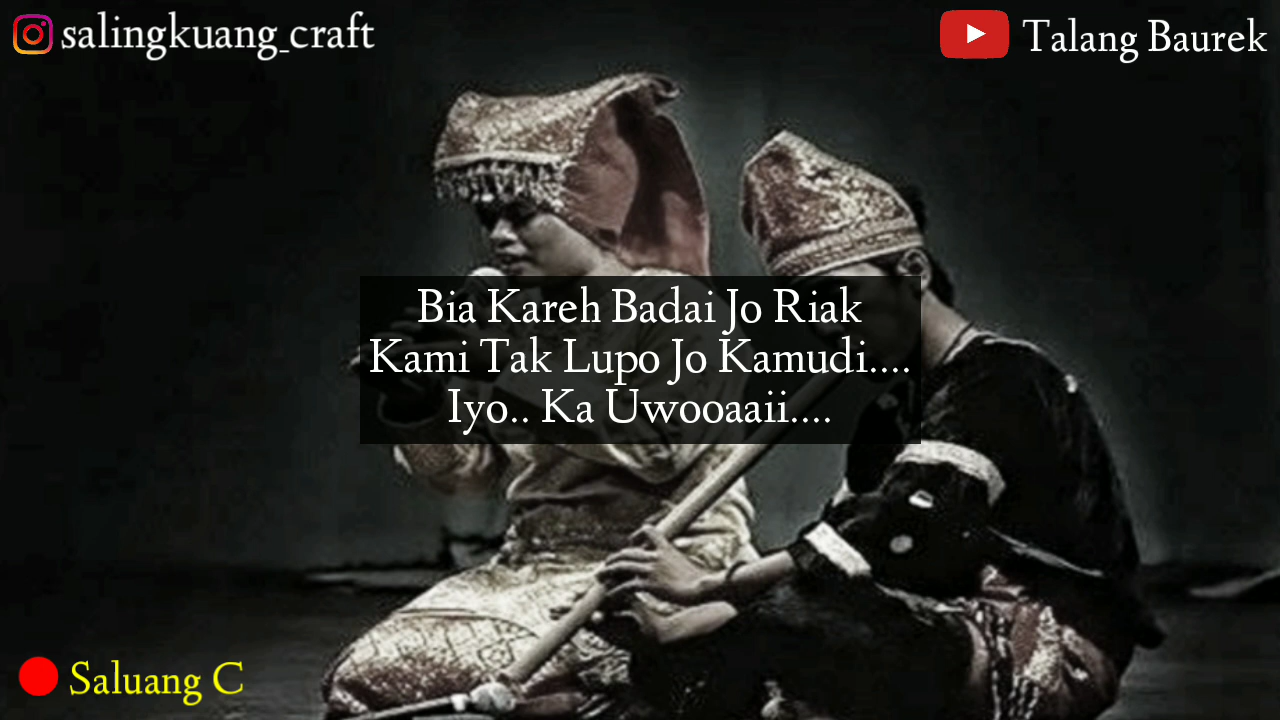 salingkuang_craft
Talang Baurek
Bia Kareh Badai Jo Riak
Kami Tak Lupo Jo Kamudi....
Iyo.. Ka Uwooaaii....
Saluang C